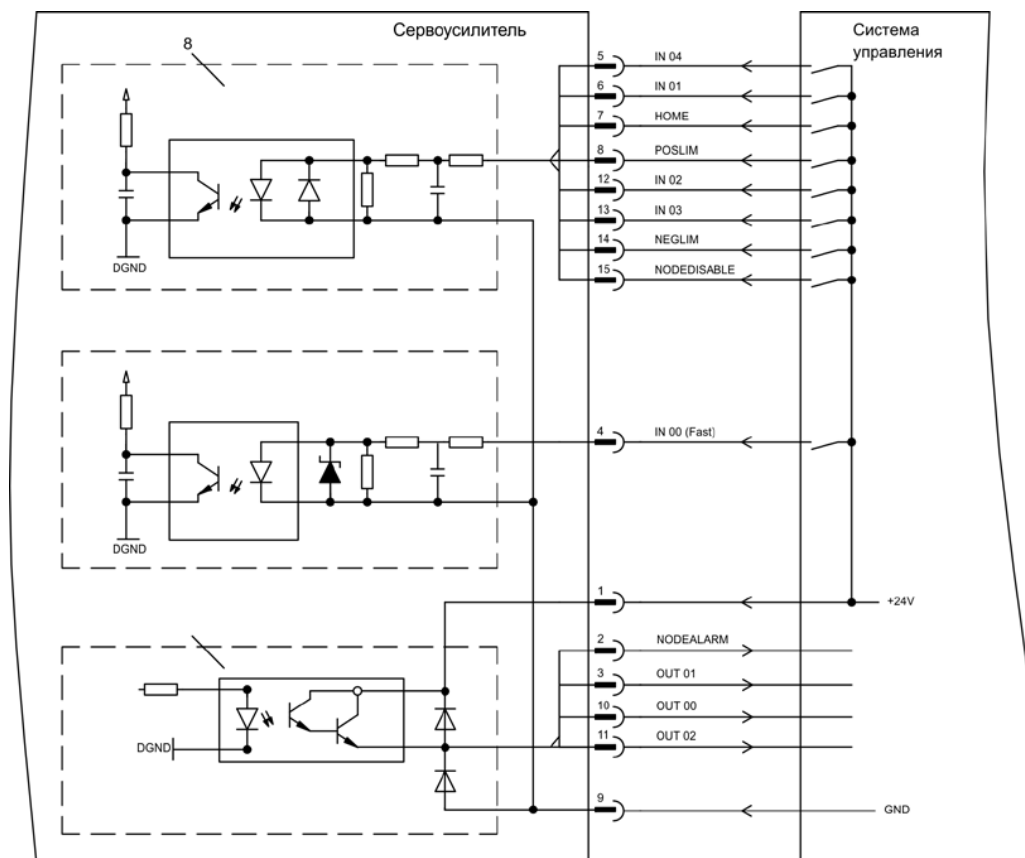 Сервоусилитель
Система
управления
8
5 IN 04
6 IN 01
7 HOME
8 POSLIM
12 IN 02
13 IN 03
14 NEGLIM
15 NODEDISABLE
DGND
4 IN 00 (Fast)
DGND
1 +24V
2 NODEALARM
3 OUT 01
10 OUT 00
11 OUT 02
DGND
9 GND